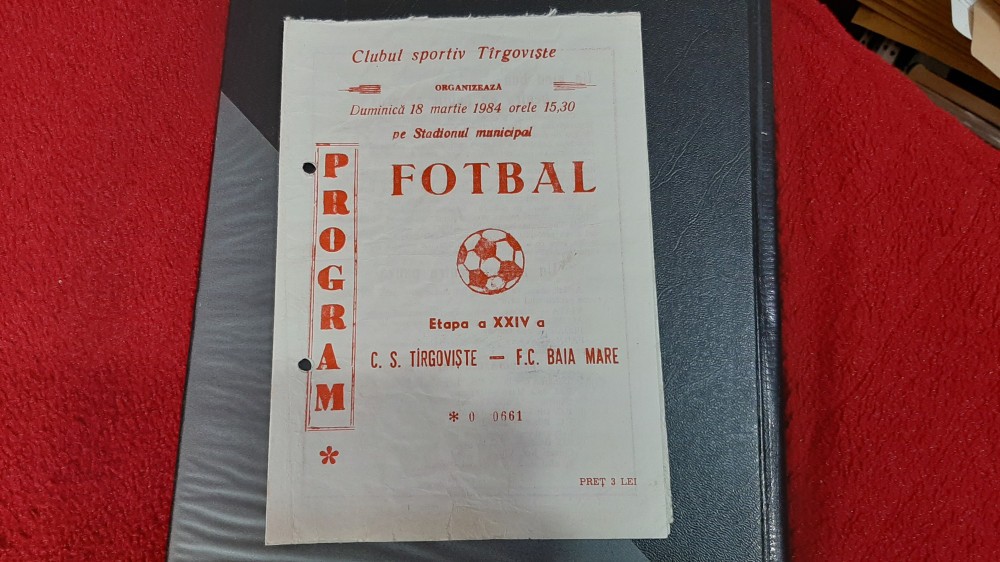 Clubul sportiv Tîrgoviște
ORGANIZEAZĂ
Duminică 18 martie 1984 orele 15,30
pe Stadionul municipal
PROGRAM
FOTBAL
Etapa a XXIV a
C. S. TÎRGOVIȘTE — F.C. BAIA MARE
* 0 0661
*
PREȚ 3 LEI